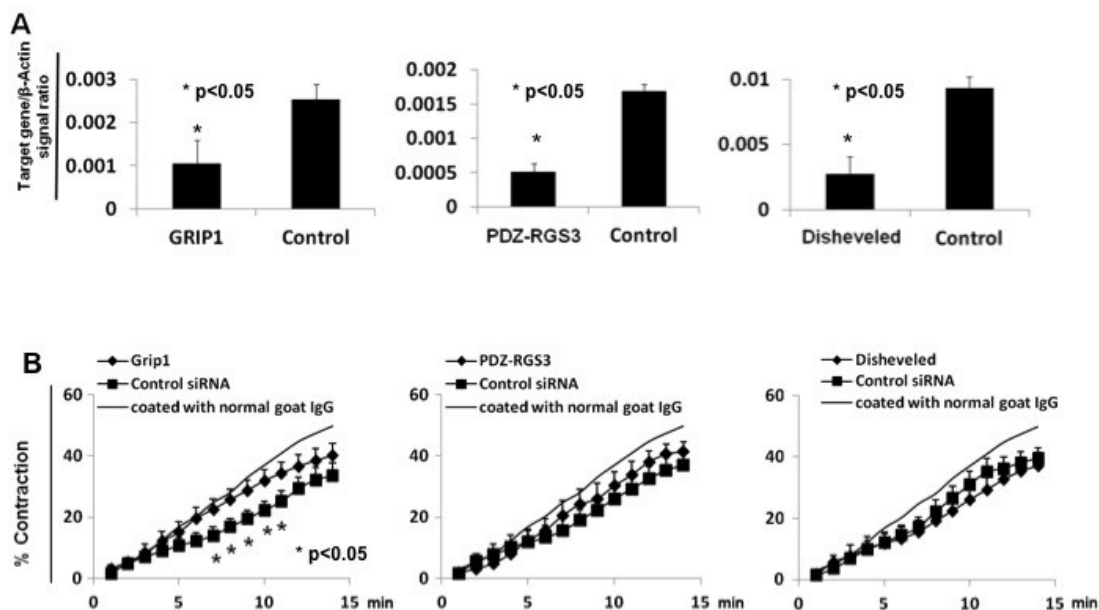 A
Target gene/β-Actin
signal ratio
0.003
0.002
0.001
0
* p<0.05
*
GRIP1 Control
0.002
0.0015
0.001
0.0005
0
* p<0.05
*
PDZ-RGS3 Control
0.01
0.005
0
* p<0.05
*
Disheveled Control
B
% Contraction
Grip1
Control siRNA
coated with normal goat IgG
60
40
20
0
* * * * *
* p<0.05
0 5 10 15 min
PDZ-RGS3
Control siRNA
coated with normal goat IgG
60
40
20
0
0 5 10 15 min
Disheveled
Control siRNA
coated with normal goat IgG
60
40
20
0
0 5 10 15 min